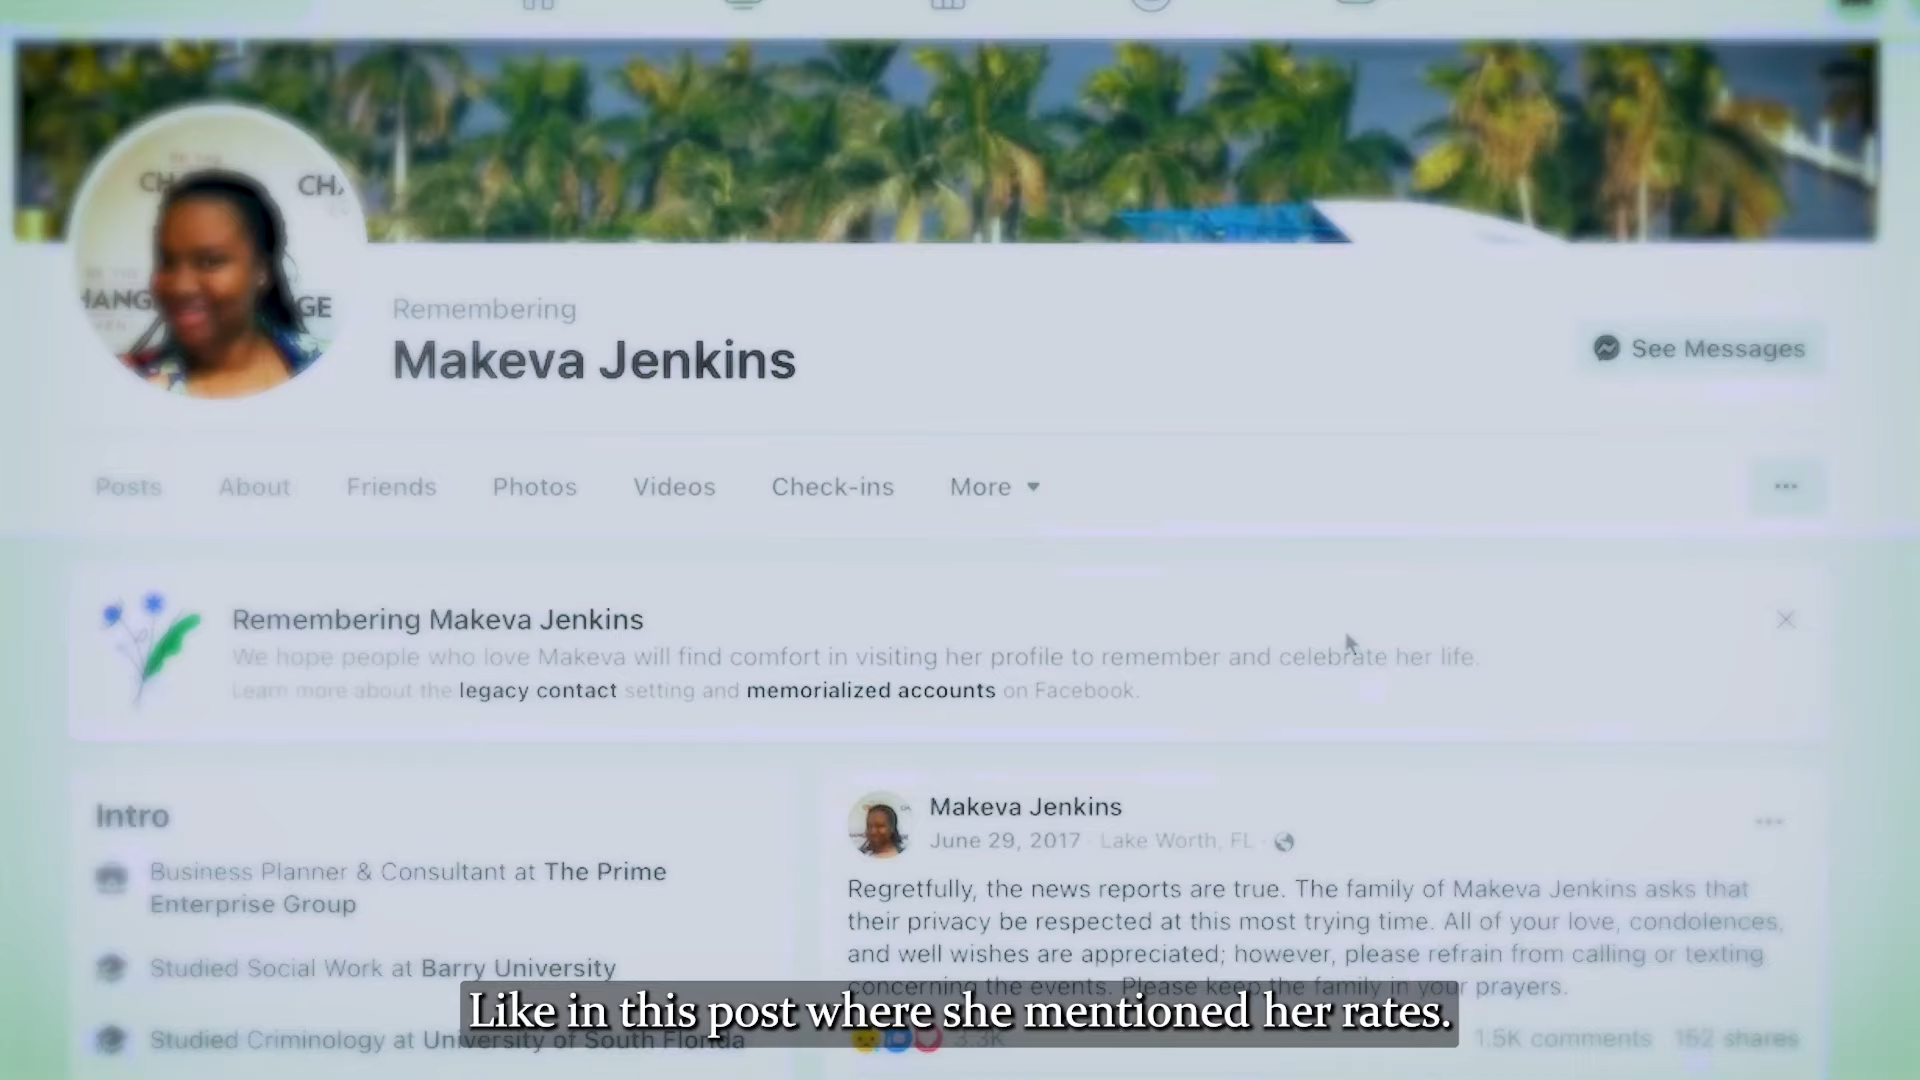 CHA
CHA
HANG
GE
Remembering
Makeva Jenkins
See Messages
Posts About Friends Photos Videos Check-ins More
Remembering Makeva Jenkins
We hope people who love Makeva will find comfort in visiting her profile to remember and celebrate her life.
Learn more about the legacy contact setting and memorialized accounts on Facebook.
Intro
Business Planner & Consultant at The Prime
Enterprise Group
Studied Social Work at Barry University
Studied Criminology at University of South Florida
Makeva Jenkins
June 29, 2017 · Lake Worth, FL ·
Regretfully, the news reports are true. The family of Makeva Jenkins asks that
their privacy be respected at this most trying time. All of your love, condolences,
and well wishes are appreciated; however, please refrain from calling or texting
concerning the events. Please keep the family in your prayers.
3.3K 1.5K comments 152 shares
Like in this post where she mentioned her rates.